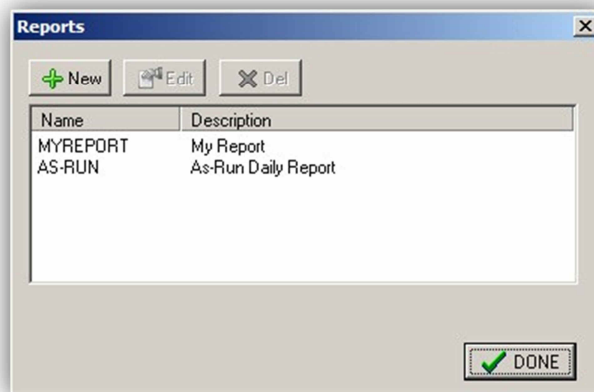 Reports
New Edit Del
Name Description
MYREPORT My Report
AS-RUN As-Run Daily Report
DONE